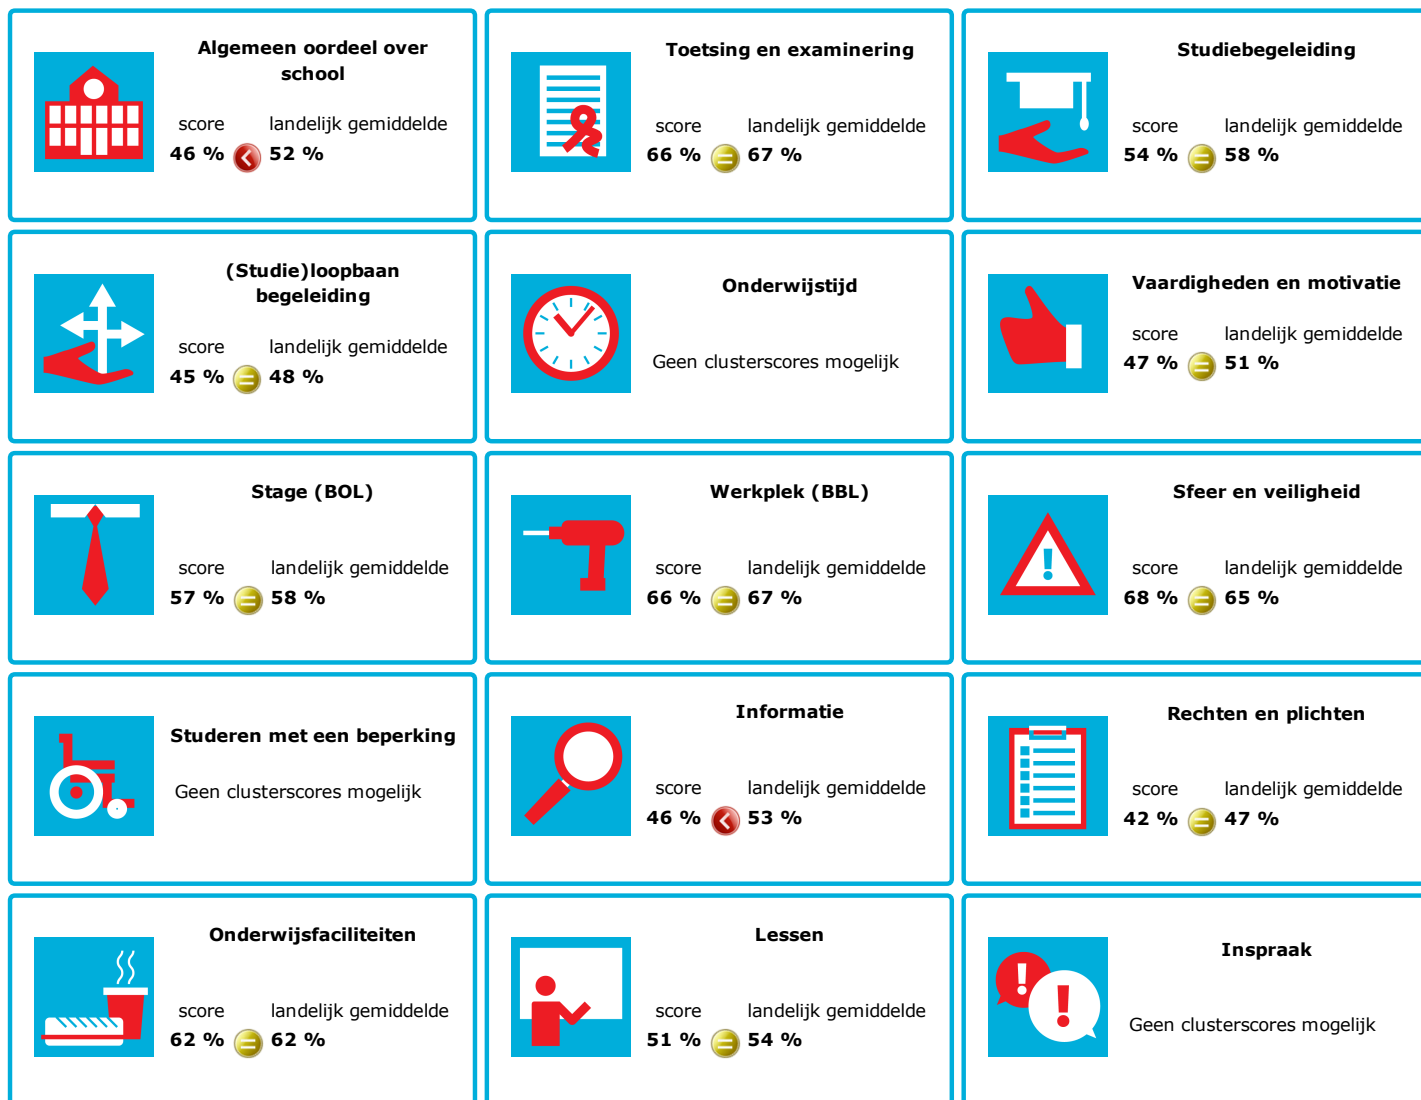 Algemeen oordeel over
school
score landelijk gemiddelde
46 % 52 %
Toetsing en examinering
score landelijk gemiddelde
66 % = 67 %
Studiebegeleiding
score landelijk gemiddelde
54 % = 58 %
(Studie)loopbaan
begeleiding
score landelijk gemiddelde
45 % = 48 %
Onderwijstijd
Geen clusterscores mogelijk
Vaardigheden en motivatie
score landelijk gemiddelde
47 % = 51 %
Stage (BOL)
score landelijk gemiddelde
57 % = 58 %
Werkplek (BBL)
score landelijk gemiddelde
66 % = 67 %
Sfeer en veiligheid
score landelijk gemiddelde
68 % = 65 %
Studeren met een beperking
Geen clusterscores mogelijk
Informatie
score landelijk gemiddelde
46 % 53 %
Rechten en plichten
score landelijk gemiddelde
42 % = 47 %
Onderwijsfaciliteiten
score landelijk gemiddelde
62 % = 62 %
Lessen
score landelijk gemiddelde
51 % = 54 %
Inspraak
Geen clusterscores mogelijk